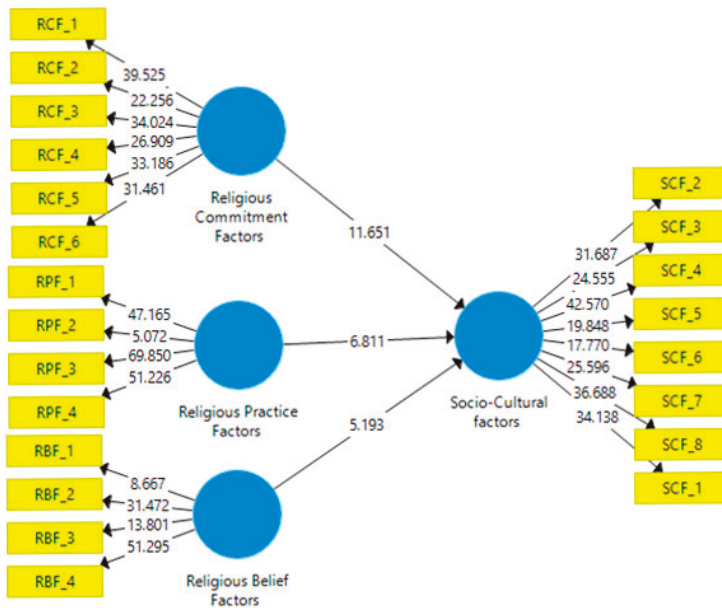 RCF_1
RCF_2
RCF_3
RCF_4
RCF_5
RCF_6
39.525
22.256
34.024
26.909
33.186
31.461
Religious
Commitment
Factors
RPF_1
RPF_2
RPF_3
RPF_4
47.165
5.072
69.850
51.226
Religious Practice
Factors
RBF_1
RBF_2
RBF_3
RBF_4
8.667
31.472
13.801
51.295
Religious Belief
Factors
11.651
6.811
5.193
Socio-Cultural
factors
31.687
24.555
42.570
19.848
17.770
25.596
36.688
34.138
SCF_2
SCF_3
SCF_4
SCF_5
SCF_6
SCF_7
SCF_8
SCF_1